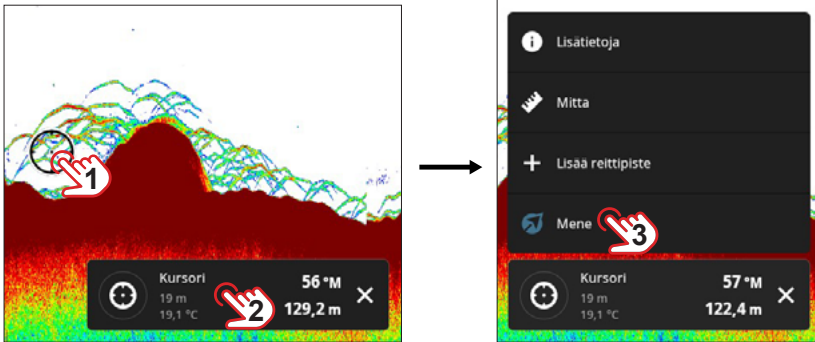 1
Kursori
19 m
19,1 °C
2
56 °M
129,2 m
Lisätietoja
Mitta
Lisää reittipiste
Mene
3
Kursori
19 m
19,1 °C
57 °M
122,4 m